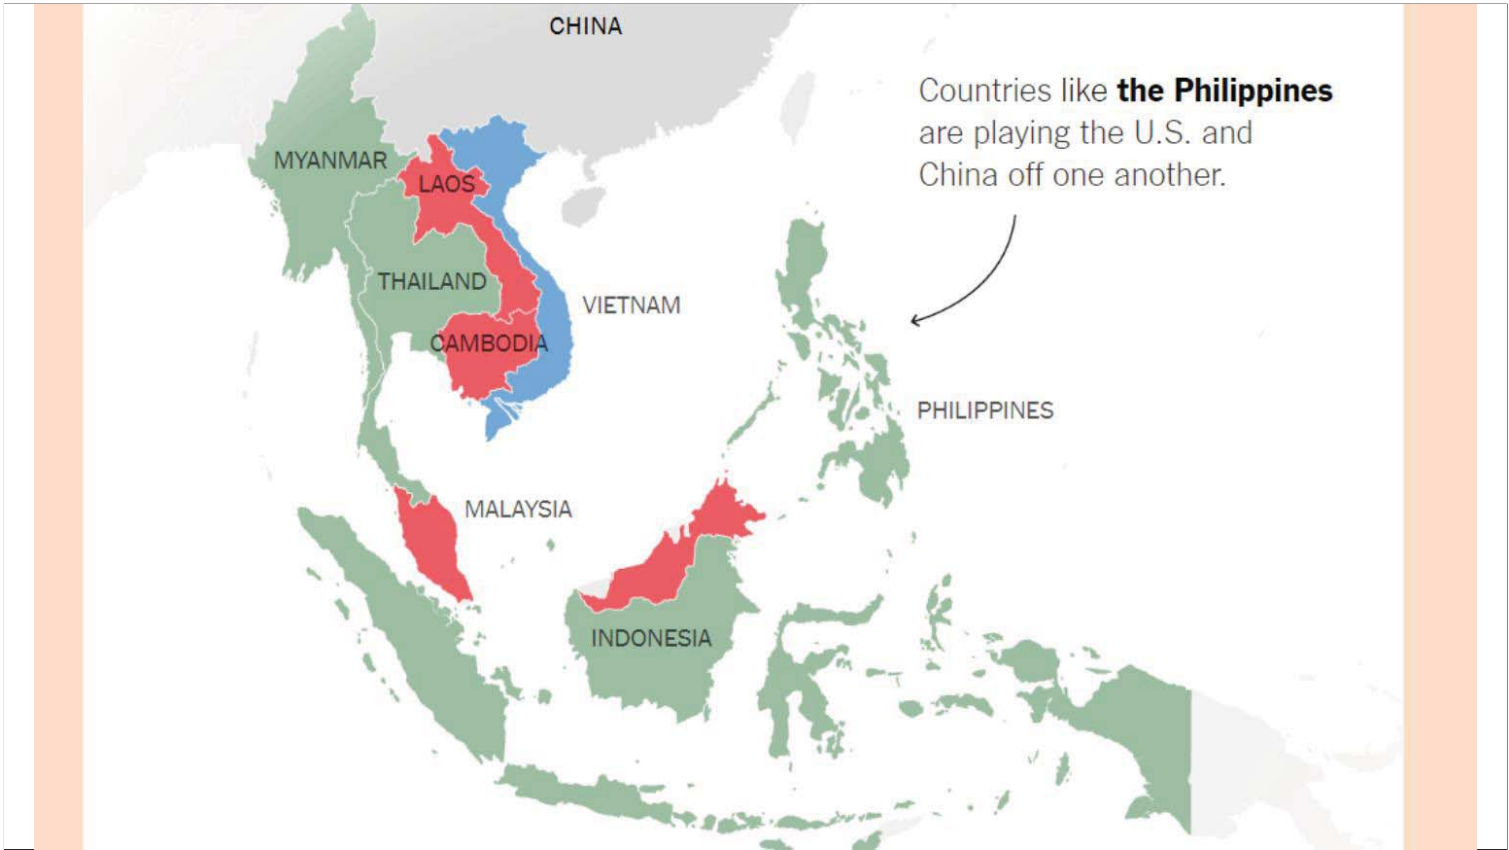 CHINA
Countries like the Philippines
are playing the U.S. and
China off one another.
MYANMAR
LAOS
THAILAND
VIETNAM
CAMBODIA
PHILIPPINES
MALAYSIA
INDONESIA